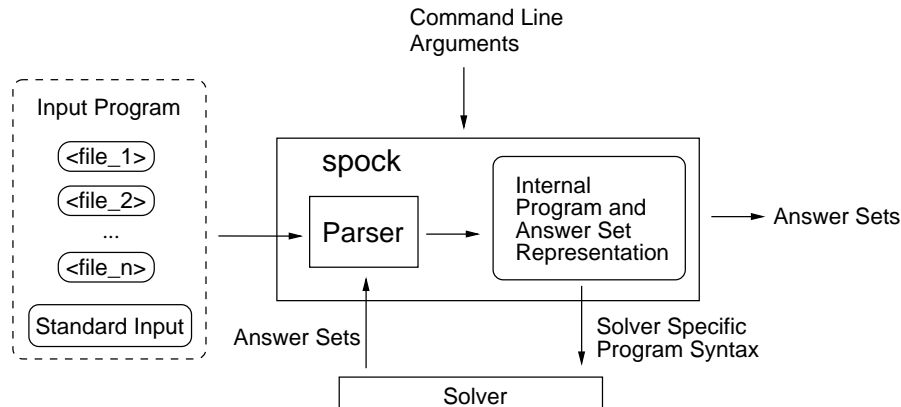 Command Line
Arguments
Input Program
<file_1>
<file_2>
...
<file_n>
Standard Input
spock
Parser
Internal
Program and
Answer Set
Representation
Answer Sets
Answer Sets
Solver Specific
Program Syntax
Solver